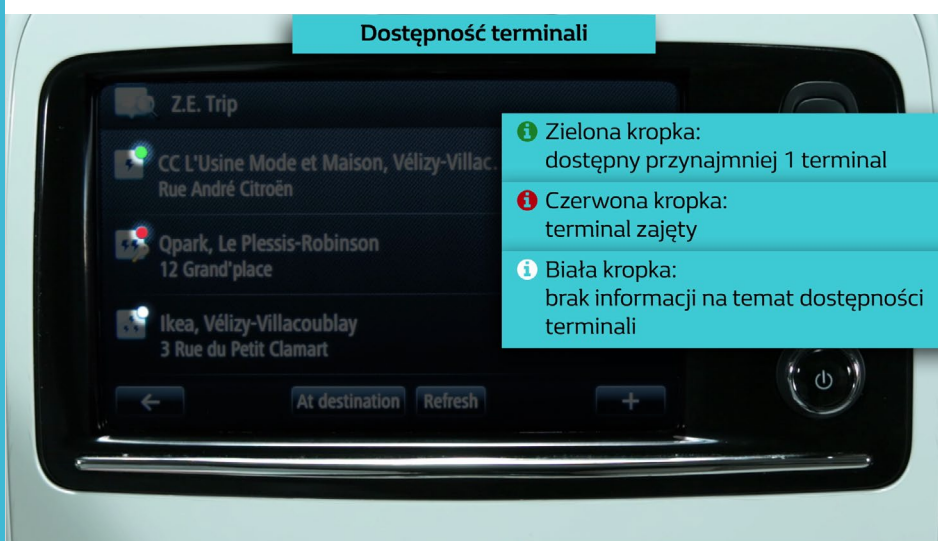 Dostępność terminali
Z.E. Trip
CC L'Usine Mode et Maison, Vélizy-Villac.
Rue André Citroën
Qpark, Le Plessis-Robinson
12 Grand'place
Ikea, Vélizy-Villacoublay
3 Rue du Petit Clamart
At destination
Refresh
Zielona kropka:
dostępny przynajmniej 1 terminal
Czerwona kropka:
terminal zajęty
Biała kropka:
brak informacji na temat dostępności
terminali